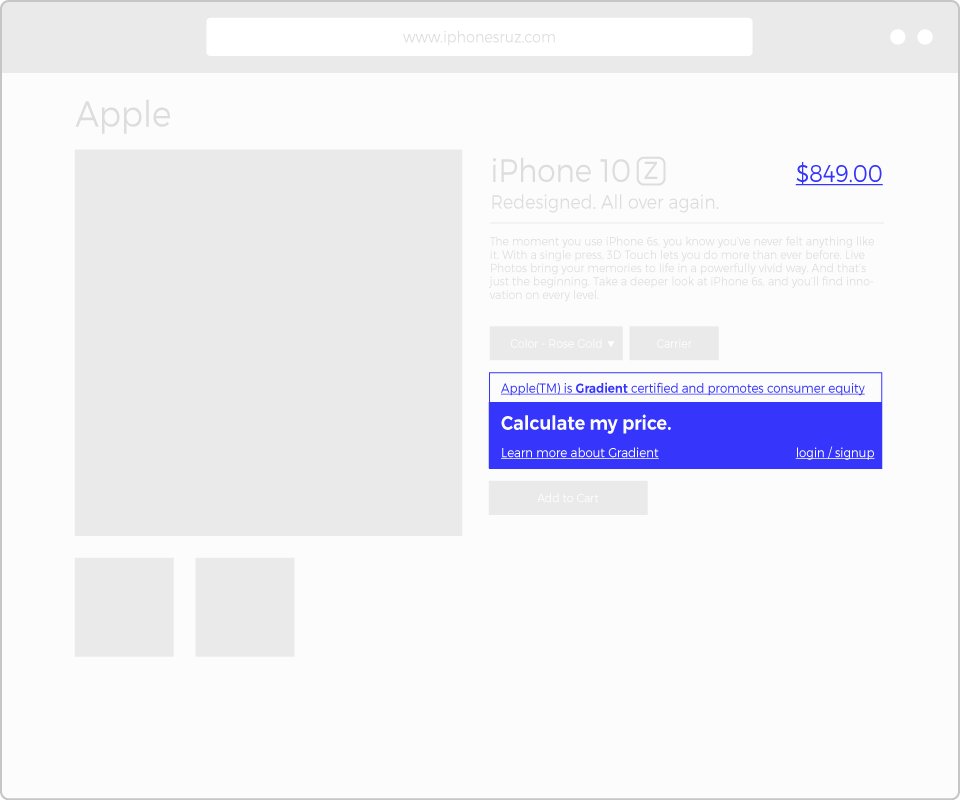 www.iphonesruz.com
Apple
iPhone 10 Z
$849.00
Redesigned. All over again.
The moment you use iPhone 6s, you know you've never felt anything like
it. With a single press, 3D Touch lets you do more than ever before. Live
Photos bring your memories to life in a powerfully vivid way. And that's
just the beginning. Take a deeper look at iPhone 6s, and you'll find inno-
vation on every level.
Color - Rose Gold ▼ Carrier
Apple(TM) is Gradient certified and promotes consumer equity
Calculate my price.
Learn more about Gradient login / signup
Add to Cart